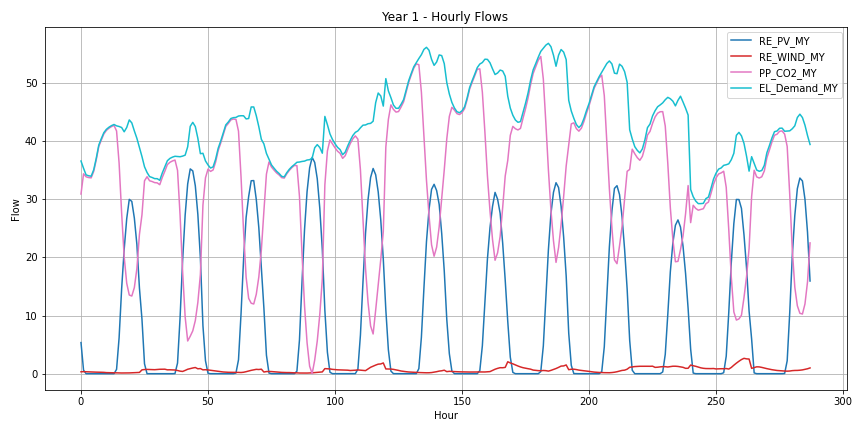 Year 1 - Hourly Flows
RE_PV_MY
RE_WIND_MY
PP_CO2_MY
EL_Demand_MY
Flow
50
40
30
20
10
0
0 50 100 150 200 250 300
Hour